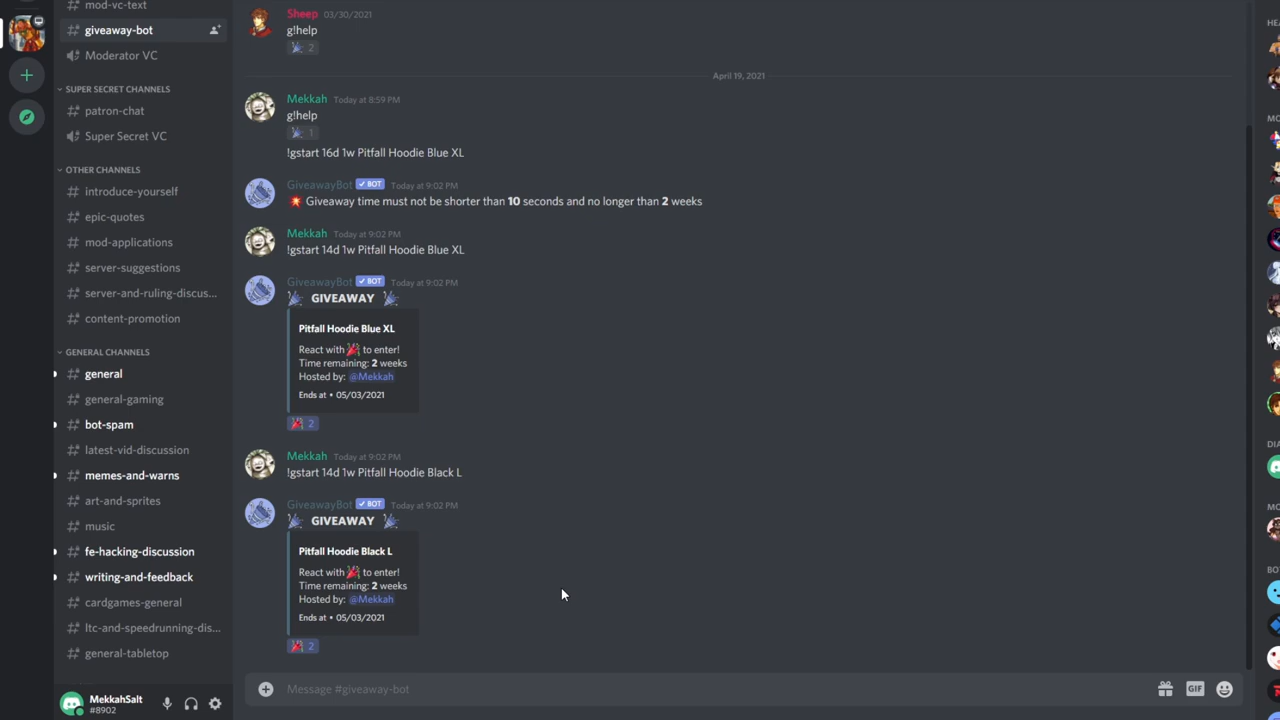 mod-vc-text
giveaway-bot
Moderator VC
SUPER SECRET CHANNELS
patron-chat
Super Secret VC
OTHER CHANNELS
introduce-yourself
epic-quotes
mod-applications
server-suggestions
server-and-ruling-discus...
content-promotion
GENERAL CHANNELS
general
general-gaming
bot-spam
latest-vid-discussion
memes-and-warns
art-and-sprites
music
fe-hacking-discussion
writing-and-feedback
cardgames-general
ltc-and-speedrunning-dis...
general-tabletop
MekkahSalt
#8902
Sheep 03/30/2021
g!help
2
April 19, 2021
Mekkah Today at 8:59 PM
g!help
1
!gstart 16d 1w Pitfall Hoodie Blue XL
GiveawayBot BOT Today at 9:02 PM
Giveaway time must not be shorter than 10 seconds and no longer than 2 weeks
Mekkah Today at 9:02 PM
!gstart 14d 1w Pitfall Hoodie Blue XL
GiveawayBot BOT Today at 9:02 PM
GIVEAWAY
Pitfall Hoodie Blue XL
React with to enter!
Time remaining: 2 weeks
Hosted by: @Mekkah
Ends at • 05/03/2021
2
Mekkah Today at 9:02 PM
!gstart 14d 1w Pitfall Hoodie Black L
GiveawayBot BOT Today at 9:02 PM
GIVEAWAY
Pitfall Hoodie Black L
React with to enter!
Time remaining: 2 weeks
Hosted by: @Mekkah
Ends at • 05/03/2021
2
Message #giveaway-bot
GIF
HEA
MO
DIA
MO
BO